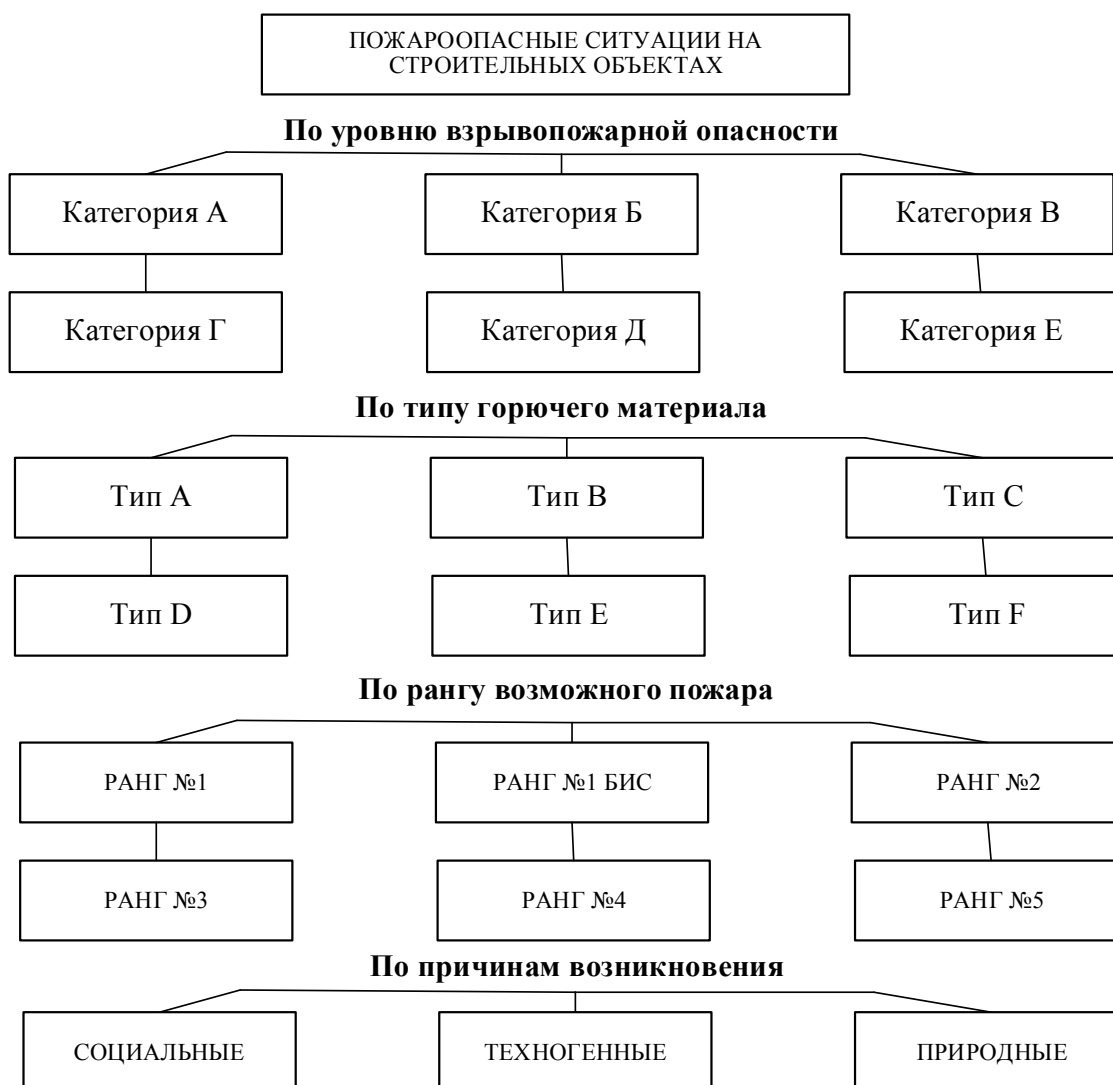 ПОЖАРООПАСНЫЕ СИТУАЦИИ НА
СТРОИТЕЛЬНЫХ ОБЪЕКТАХ
По уровню взрывопожарной опасности
Категория А
Категория Б
Категория В
Категория Г
Категория Д
Категория Е
По типу горючего материала
Тип А
Тип В
Тип С
Тип D
Тип Е
Тип F
По рангу возможного пожара
РАНГ №1
РАНГ №1 БИС
РАНГ №2
РАНГ №3
РАНГ №4
РАНГ №5
По причинам возникновения
СОЦИАЛЬНЫЕ
ТЕХНОГЕННЫЕ
ПРИРОДНЫЕ